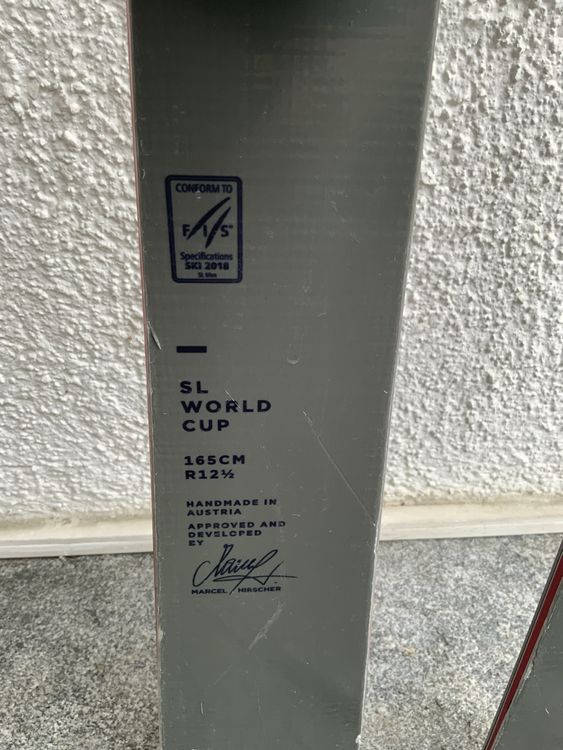 CONFORM TO
FIS®
Specifications
SKI 2018
SL Men
SL
WORLD
CUP
165CM
R12½
HANDMADE IN
AUSTRIA
APPROVED AND
DEVELOPED
BY
MARCEL HIRSCHER